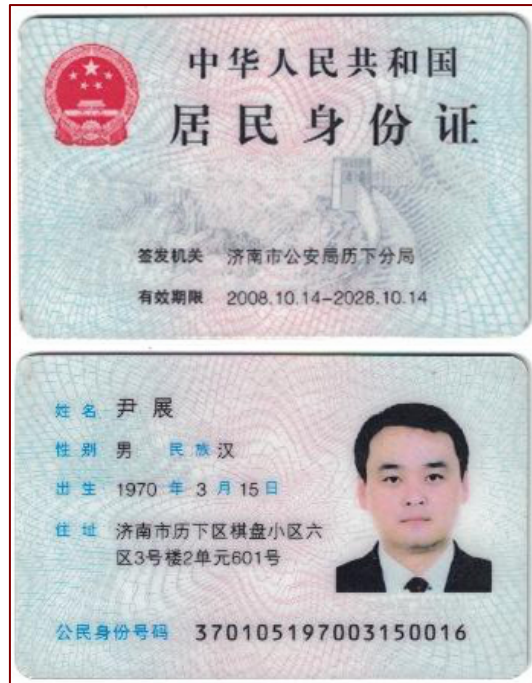 中华人民共和国
居民身份证
签发机关 济南市公安局历下分局
有效期限 2008.10.14-2028.10.14
姓名 尹展
性别 男 民族 汉
出生 1970 年 3 月 15 日
住址 济南市历下区棋盘小区六
区3号楼2单元601号
公民身份号码 370105197003150016